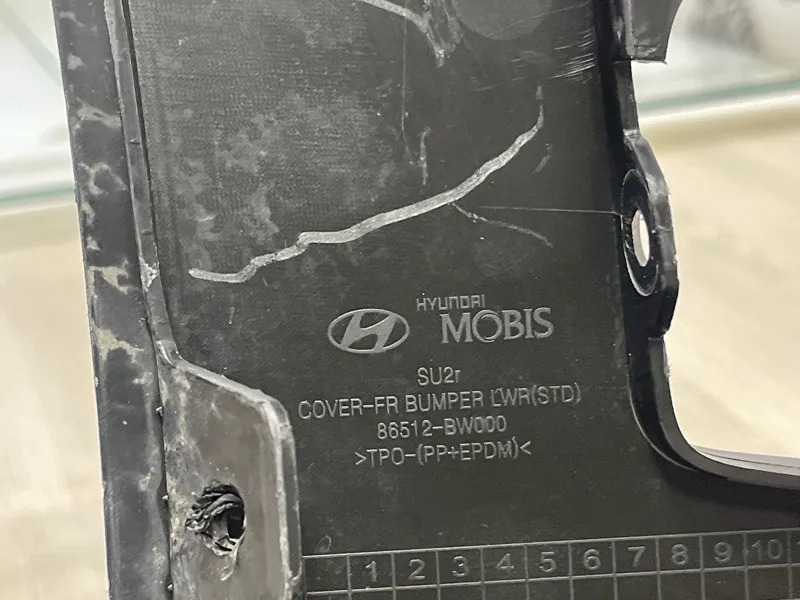 HYUNDAI
MOBIS
SU2r
COVER-FR BUMPER LWR(STD)
86512-BW000
>TPO-(PP+EPDM)<
1 2 3 4 5 6 7 8 9 10